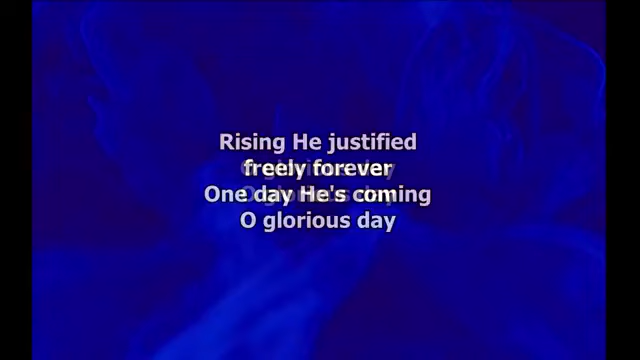 Rising He justified
freely forever
One day He's coming
O glorious day